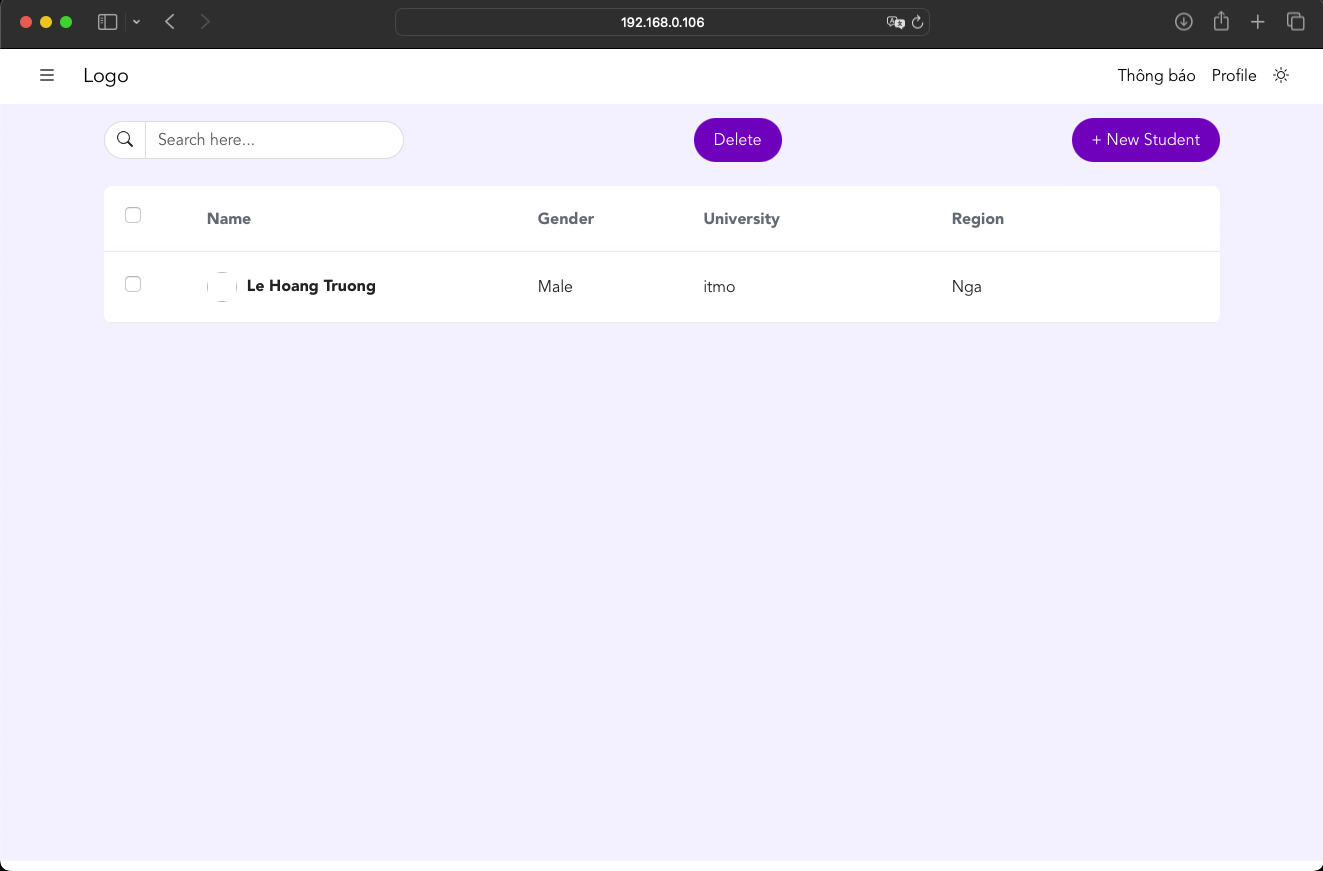 192.168.0.106
Logo
Thông báo Profile
Search here...
Delete
+ New Student
Name Gender University Region
Le Hoang Truong Male itmo Nga